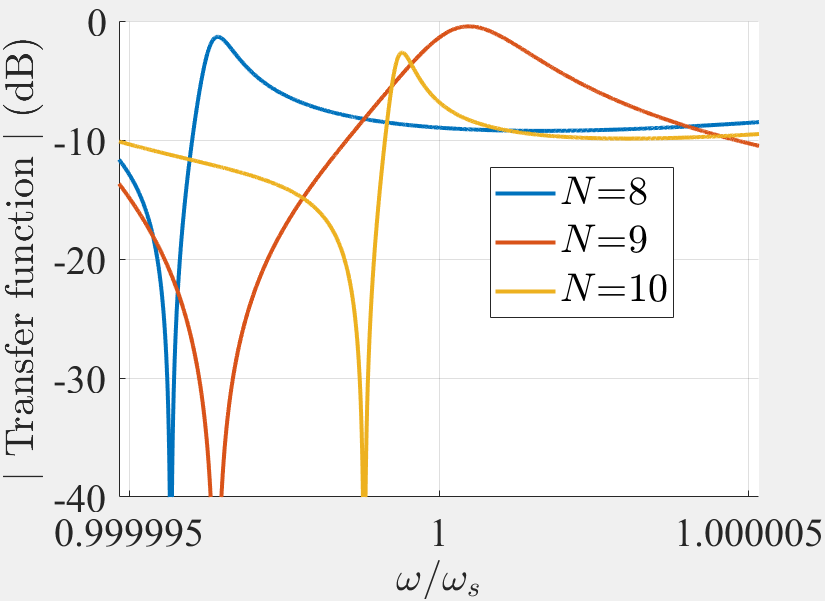 | Transfer function | (dB)
0
-10
-20
-30
-40
N=8
N=9
N=10
0.999995 1 1.000005
ω/ωs